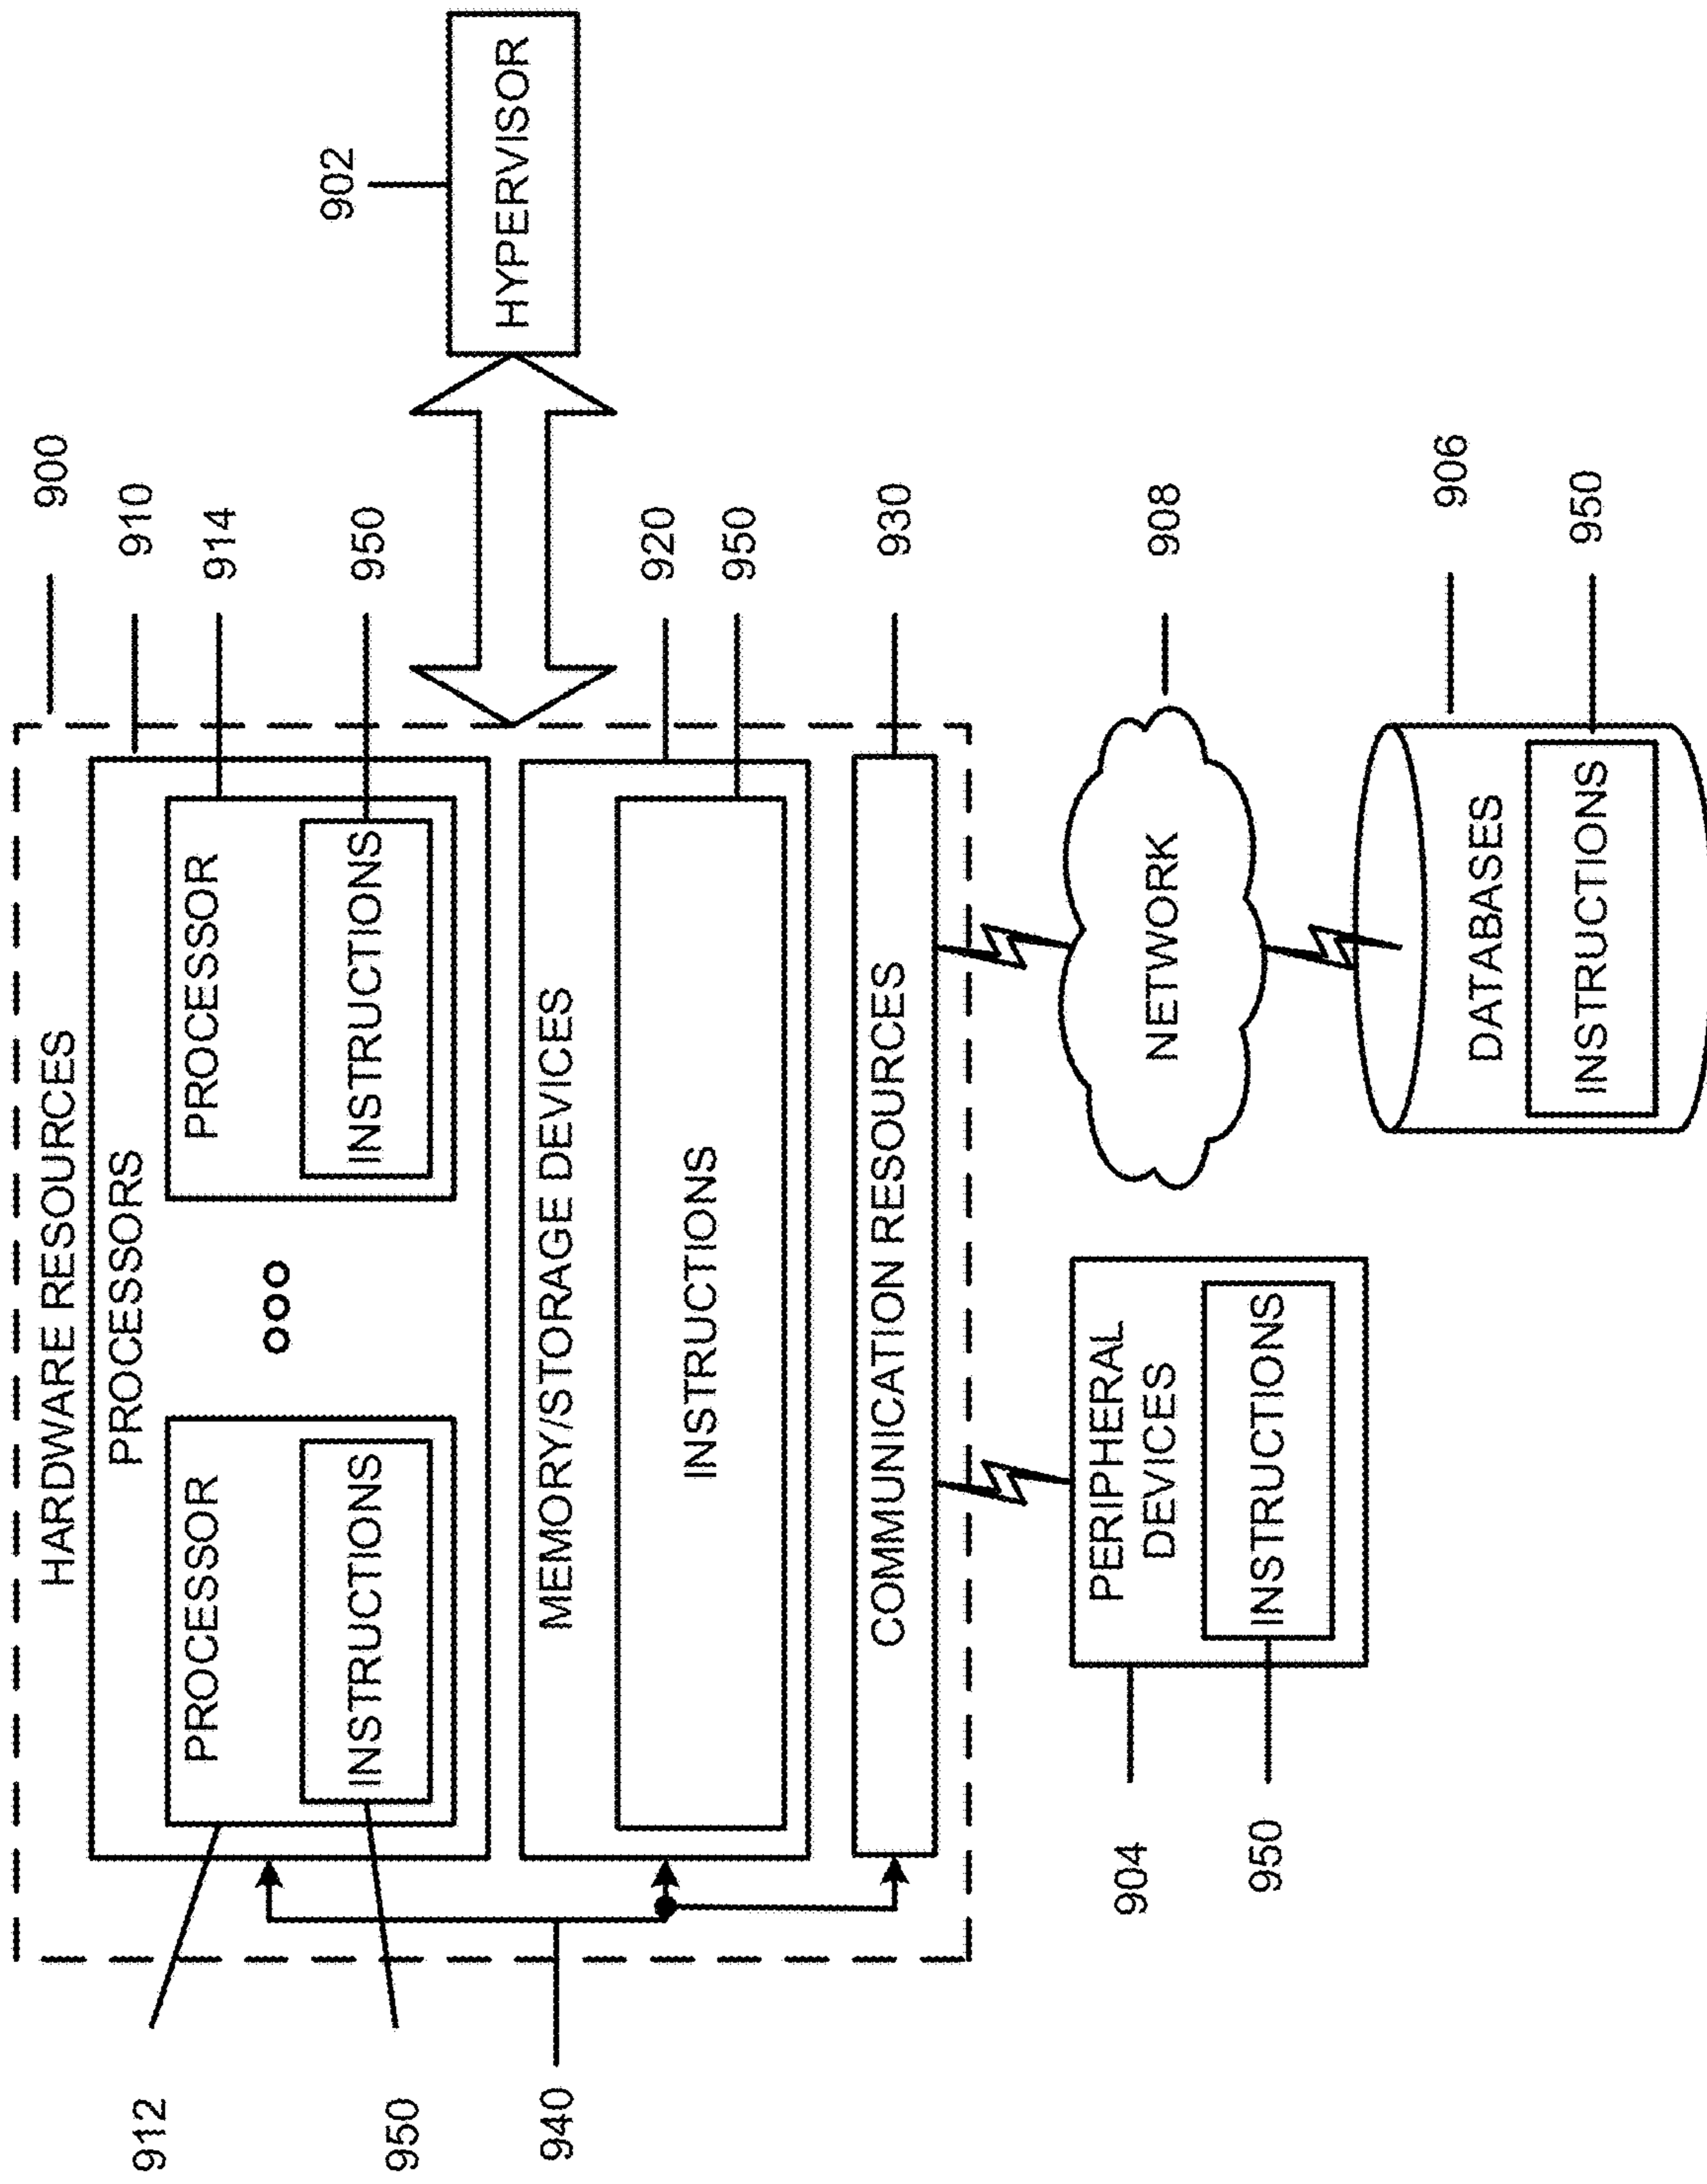 HARDWARE RESOURCES
900
PROCESSORS
910
912
PROCESSOR
PROCESSOR
914
950
INSTRUCTIONS
INSTRUCTIONS
950
HYPERVISOR
902
940
MEMORY/STORAGE DEVICES
920
INSTRUCTIONS
950
COMMUNICATION RESOURCES
930
904
PERIPHERAL
DEVICES
950
INSTRUCTIONS
NETWORK
908
DATABASES
906
INSTRUCTIONS
950